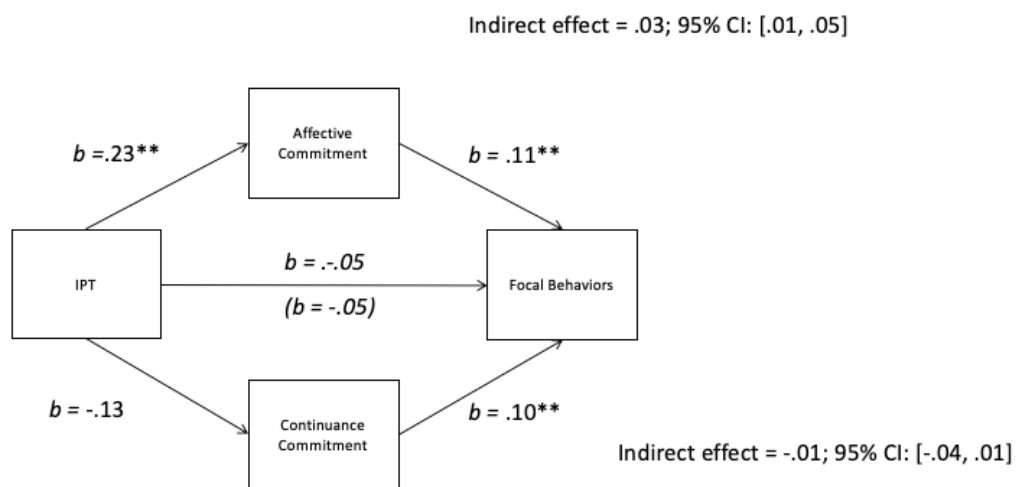 Indirect effect = .03; 95% CI: [.01, .05]
Affective
Commitment
b =.23**
b = .11**
b = .-.05
IPT
Focal Behaviors
(b = -.05)
b = -.13
b = .10**
Continuance
Commitment
Indirect effect = -.01; 95% CI: [-.04, .01]